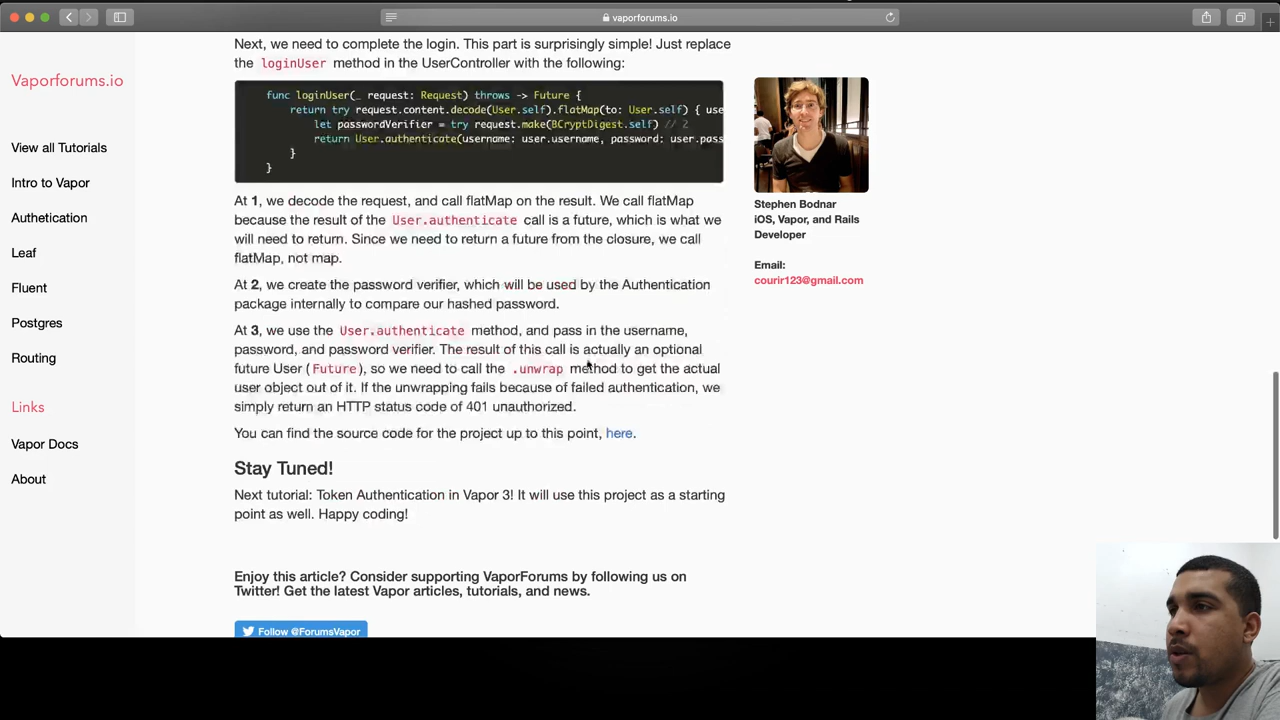 vaporforums.io
Next, we need to complete the login. This part is surprisingly simple! Just replace
the loginUser method in the UserController with the following:
Vaporforums.io
View all Tutorials
Intro to Vapor
Authetication
Leaf
Fluent
Postgres
Routing
Links
Vapor Docs
About
func loginUser(_ request: Request) throws -> Future {
return try request.content.decode(User.self).flatMap(to: User.self) { use
let passwordVerifier = try request.make(BCryptDigest.self) // 2
return User.authenticate(username: user.username, password: user.pass
}
}
At 1, we decode the request, and call flatMap on the result. We call flatMap
because the result of the User.authenticate call is a future, which is what we
will need to return. Since we need to return a future from the closure, we call
flatMap, not map.
At 2, we create the password verifier, which will be used by the Authentication
package internally to compare our hashed password.
At 3, we use the User.authenticate method, and pass in the username,
password, and password verifier. The result of this call is actually an optional
future User (Future), so we need to call the .unwrap method to get the actual
user object out of it. If the unwrapping fails because of failed authentication, we
simply return an HTTP status code of 401 unauthorized.
You can find the source code for the project up to this point, here.
Stay Tuned!
Next tutorial: Token Authentication in Vapor 3! It will use this project as a starting
point as well. Happy coding!
Enjoy this article? Consider supporting VaporForums by following us on
Twitter! Get the latest Vapor articles, tutorials, and news.
Follow @ForumsVapor
Stephen Bodnar
iOS, Vapor, and Rails
Developer
Email:
courir123@gmail.com